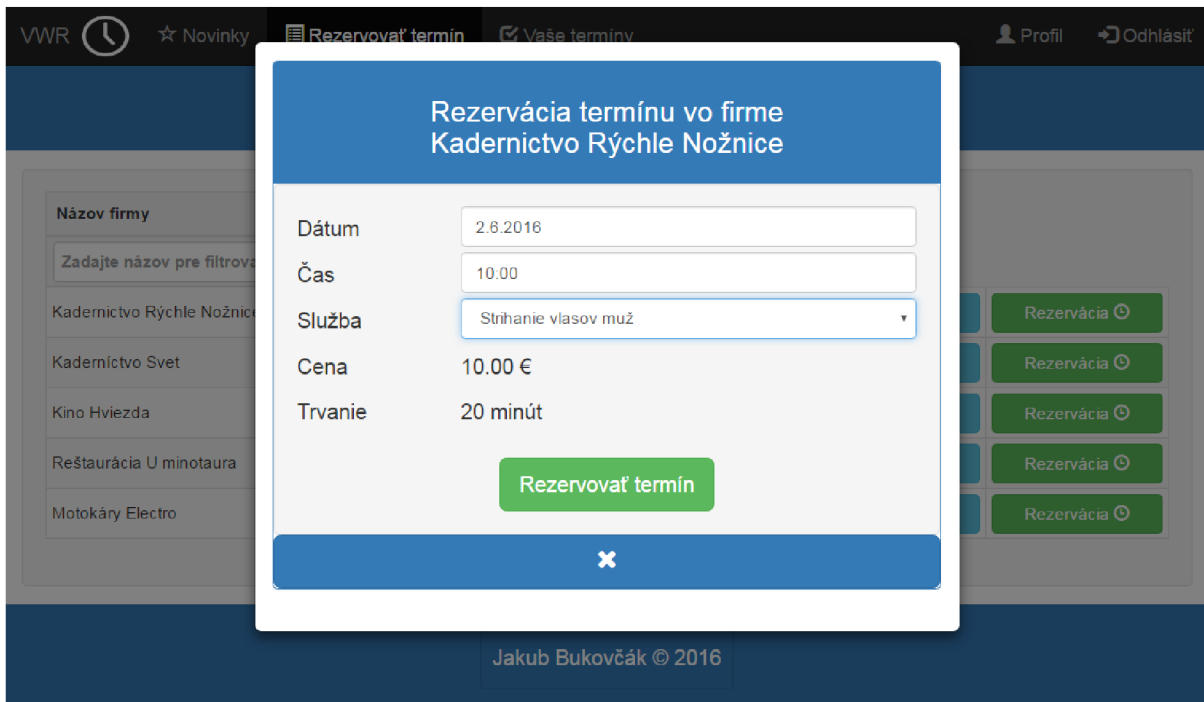 VWR Novinky Rezervovať termín Vaše termíny Profil Odhlásiť
Rezervácia termínu vo firme
Kadernictvo Rýchle Nožnice
Názov firmy
Zadajte názov pre
Dátum 2.6.2016
Čas 10:00
Služba Strihanie vlasov muž
Cena 10.00 €
Trvanie 20 minút
Rezervovať termín
Kadernictvo Rýchle Nožnice Rezervácia
Kaderníctvo Svet Rezervácia
Kino Hviezda Rezervácia
Reštaurácia U minotaura Rezervácia
Motokáry Electro Rezervácia
Jakub Bukovčák © 2016